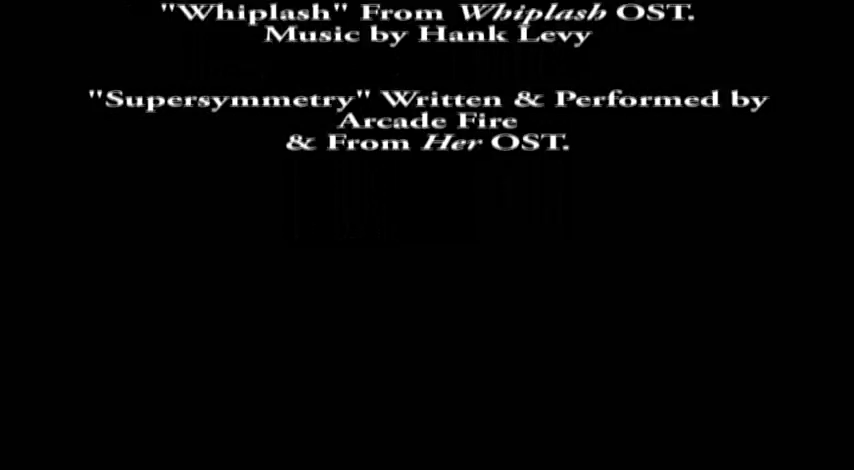 "Whiplash" From Whiplash OST.
Music by Hank Levy
"Supersymmetry" Written & Performed by
Arcade Fire
& From Her OST.